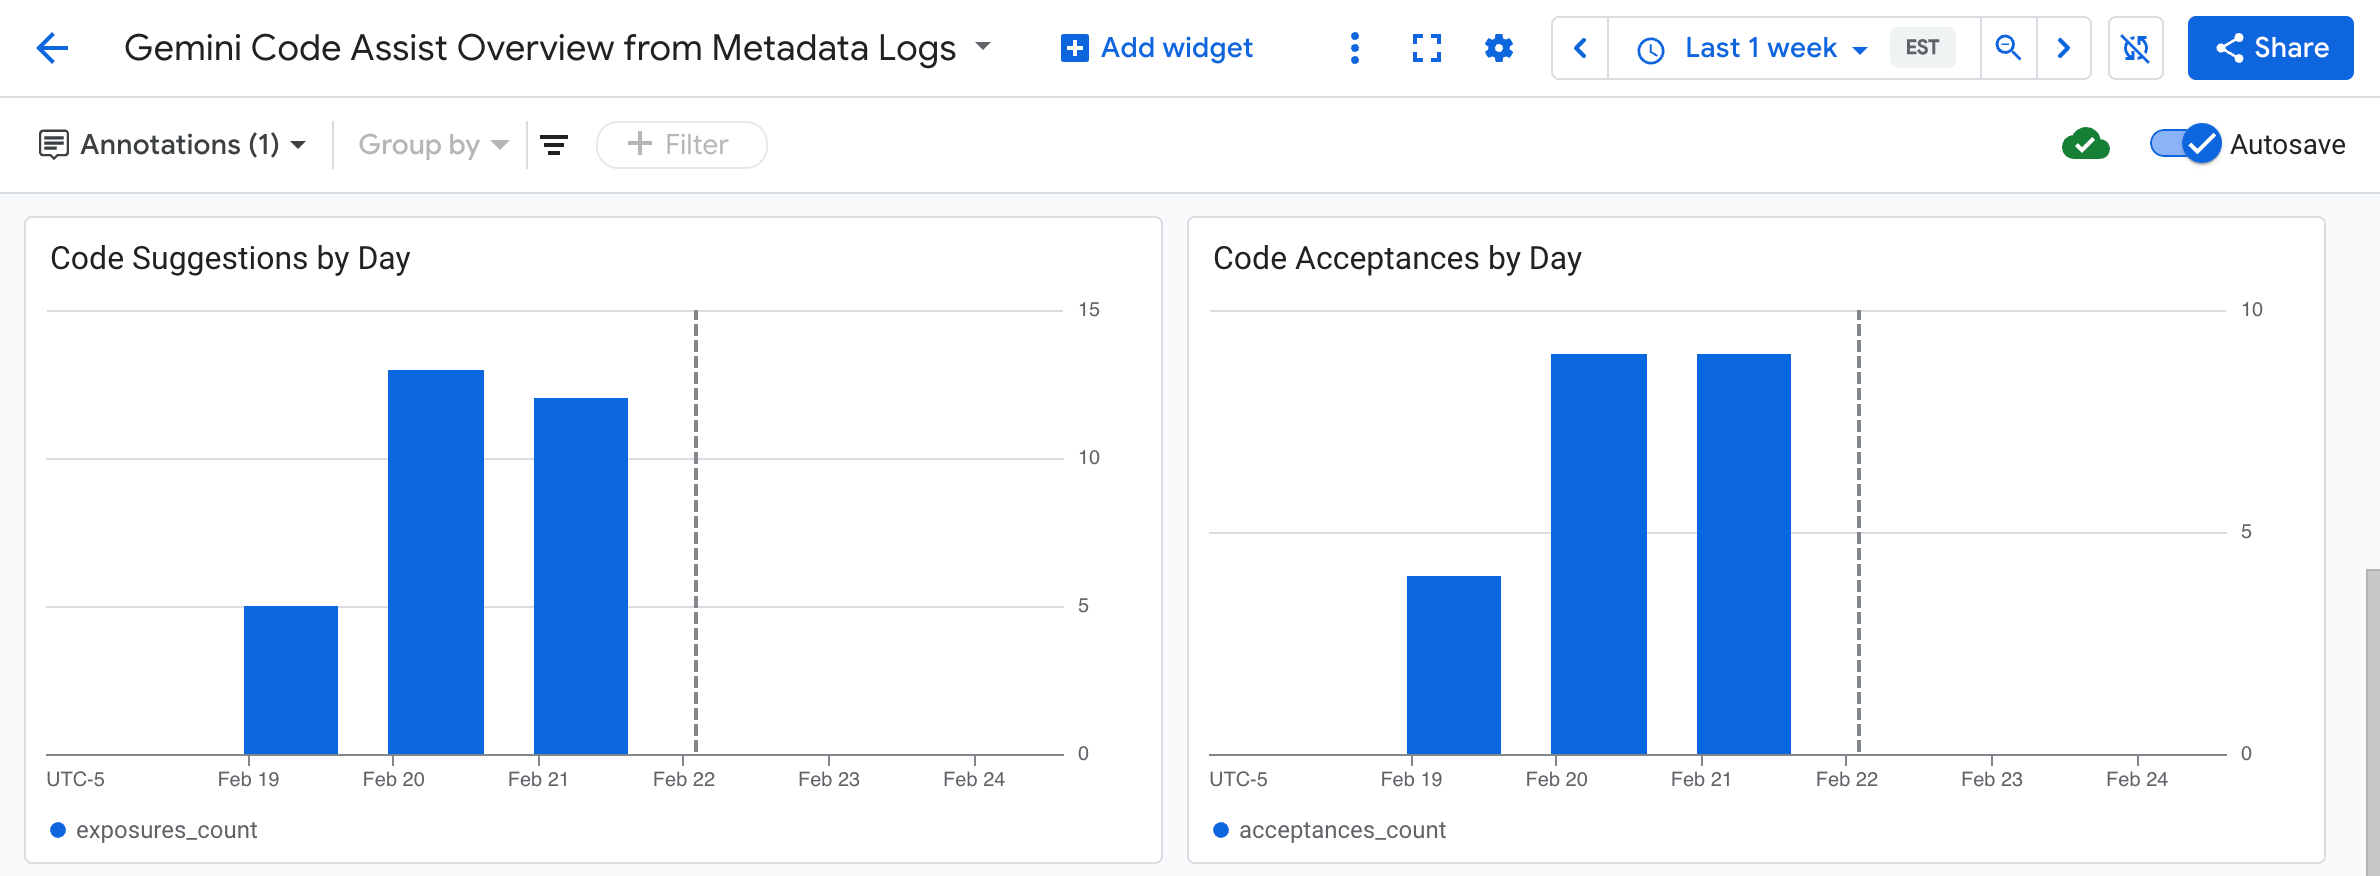 Gemini Code Assist Overview from Metadata Logs
Add widget
Last 1 week
EST
Share
Annotations (1)
Group by
Filter
Autosave
Code Suggestions by Day
15
10
5
0
UTC-5
Feb 19
Feb 20
Feb 21
Feb 22
Feb 23
Feb 24
exposures_count
Code Acceptances by Day
10
5
0
UTC-5
Feb 19
Feb 20
Feb 21
Feb 22
Feb 23
Feb 24
acceptances_count